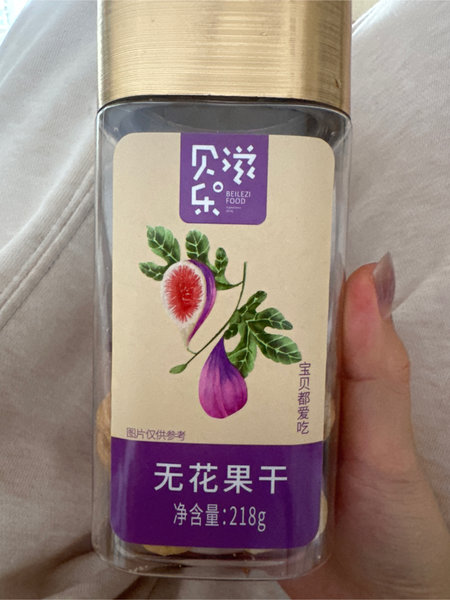 贝乐滋
BEILEZI
FOOD
宝贝都爱吃
图片仅供参考
无花果干
净含量:218g